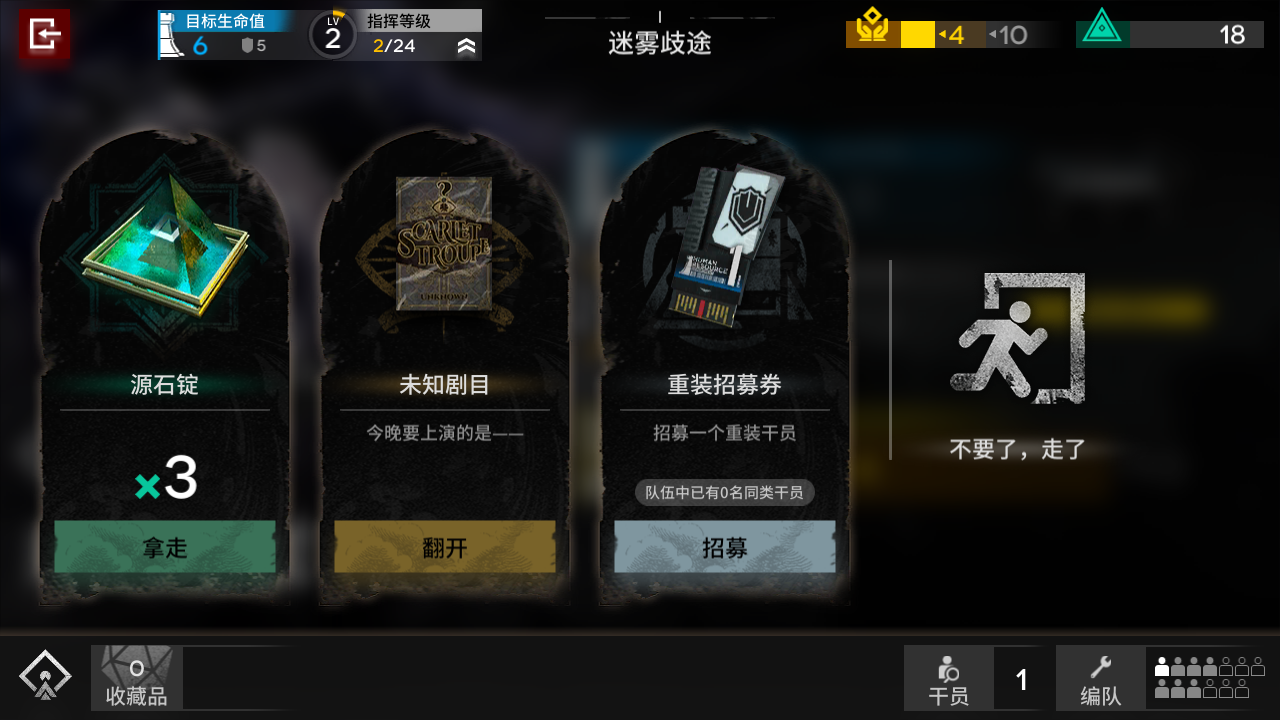 目标生命值
6
5
LV
2
指挥等级
2/24
迷雾歧途
4
10
18
SCARLET
TROUPE
UNKNOWN
HUMAN
RESOURCE
源石锭
未知剧目
重装招募券
今晚要上演的是——
招募一个重装干员
×3
队伍中已有0名同类干员
不要了，走了
拿走
翻开
招募
0
收藏品
干员
1
编队